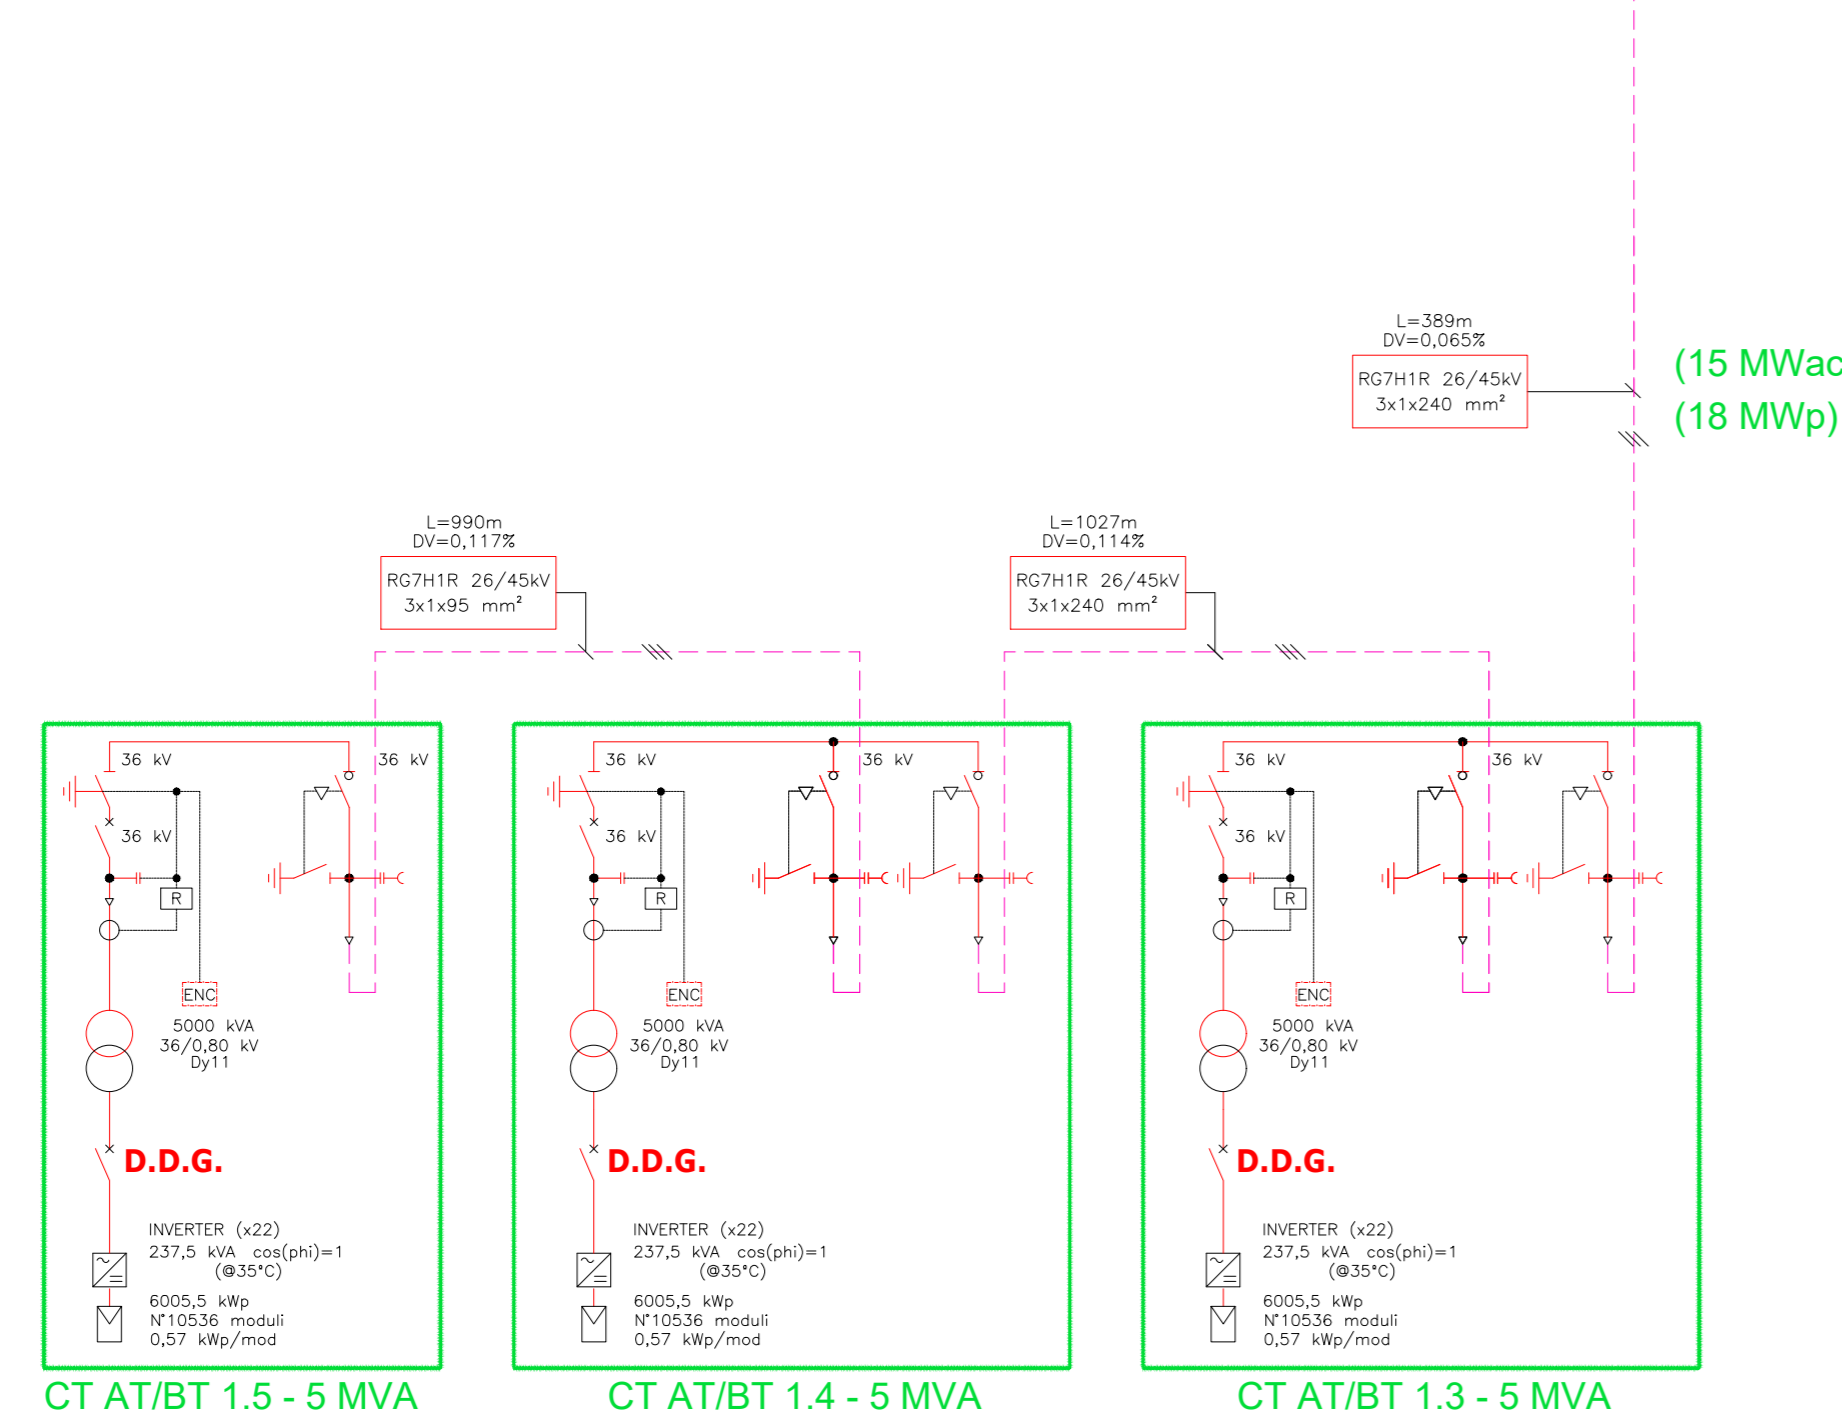 L=389m
DV=0,065%
RG7H1R 26/45kV
3x1x240 mm²
(15 MWac
(18 MWp)
L=990m
DV=0,117%
RG7H1R 26/45kV
3x1x95 mm²
L=1027m
DV=0,114%
RG7H1R 26/45kV
3x1x240 mm²
36 kV
36 kV
36 kV
R
ENC
5000 kVA
36/0,80 kV
Dy11
D.D.G.
INVERTER (x22)
237,5 kVA cos(phi)=1
(@35°C)
6005,5 kWp
N°10536 moduli
0,57 kWp/mod
CT AT/BT 1.5 - 5 MVA
36 kV
36 kV
36 kV
R
ENC
5000 kVA
36/0,80 kV
Dy11
D.D.G.
INVERTER (x22)
237,5 kVA cos(phi)=1
(@35°C)
6005,5 kWp
N°10536 moduli
0,57 kWp/mod
CT AT/BT 1.4 - 5 MVA
36 kV
36 kV
36 kV
R
ENC
5000 kVA
36/0,80 kV
Dy11
D.D.G.
INVERTER (x22)
237,5 kVA cos(phi)=1
(@35°C)
6005,5 kWp
N°10536 moduli
0,57 kWp/mod
CT AT/BT 1.3 - 5 MVA